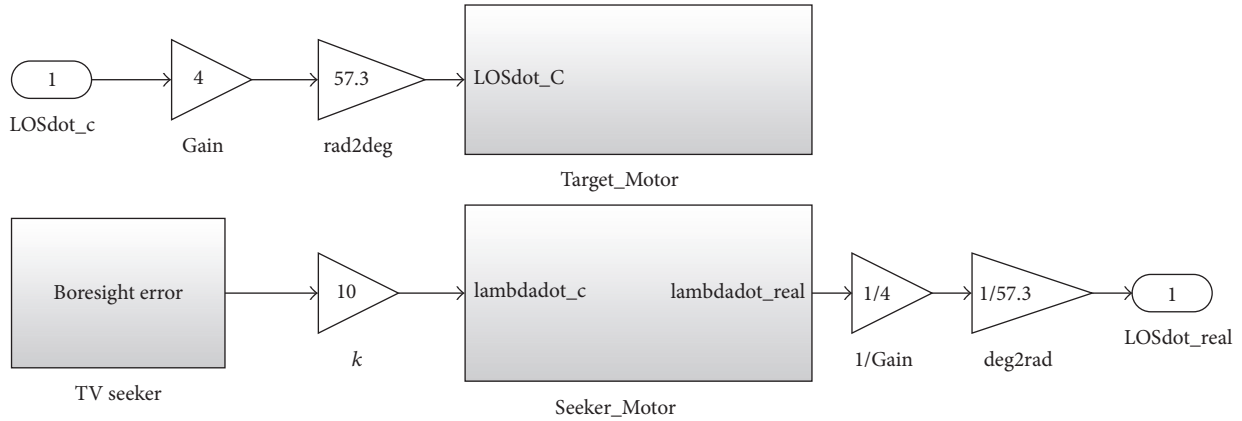 1
LOSdot_c
4
Gain
57.3
rad2deg
LOSdot_C
Target_Motor
Boresight error
TV seeker
10
k
lambdadot_c
lambdadot_real
Seeker_Motor
1/4
1/Gain
1/57.3
deg2rad
1
LOSdot_real